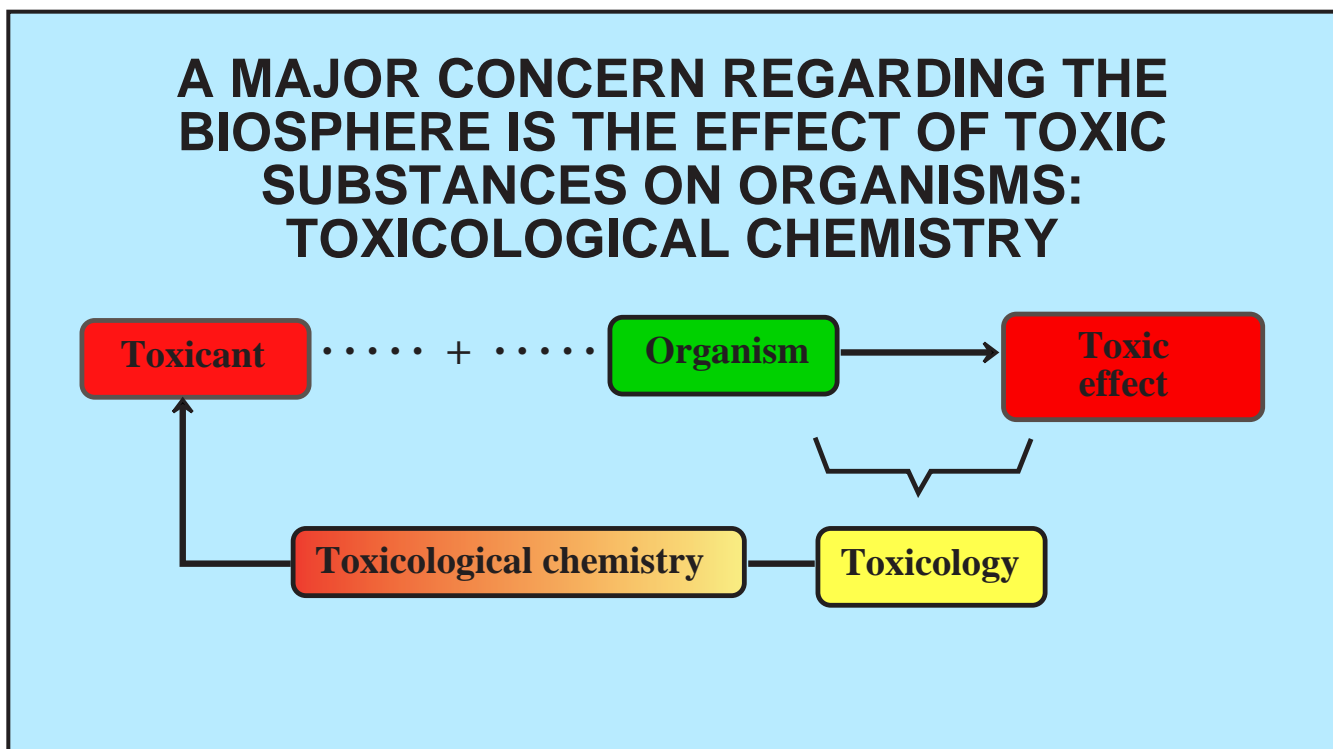 A MAJOR CONCERN REGARDING THE
BIOSPHERE IS THE EFFECT OF TOXIC
SUBSTANCES ON ORGANISMS:
TOXICOLOGICAL CHEMISTRY
Toxicant ····· + ····· Organism
Toxic
effect
Toxicological chemistry
Toxicology